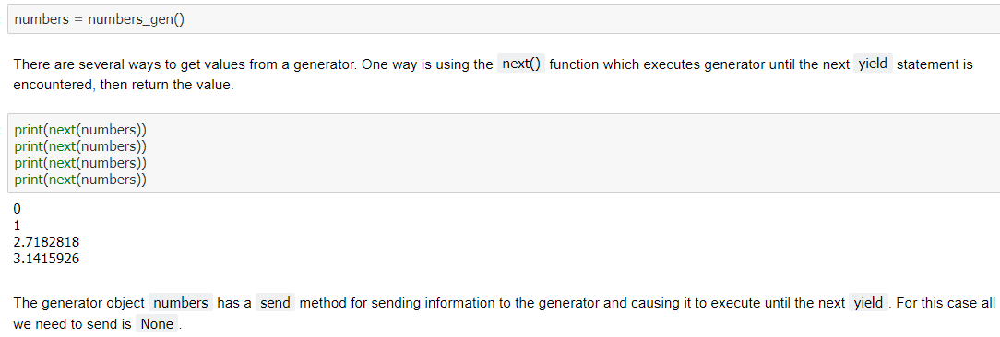 numbers = numbers_gen()
There are several ways to get values from a generator. One way is using the next() function which executes generator until the next yield statement is
encountered, then return the value.
print(next(numbers))
print(next(numbers))
print(next(numbers))
print(next(numbers))
0
1
2.7182818
3.1415926
The generator object numbers has a send method for sending information to the generator and causing it to execute until the next yield . For this case all
we need to send is None .